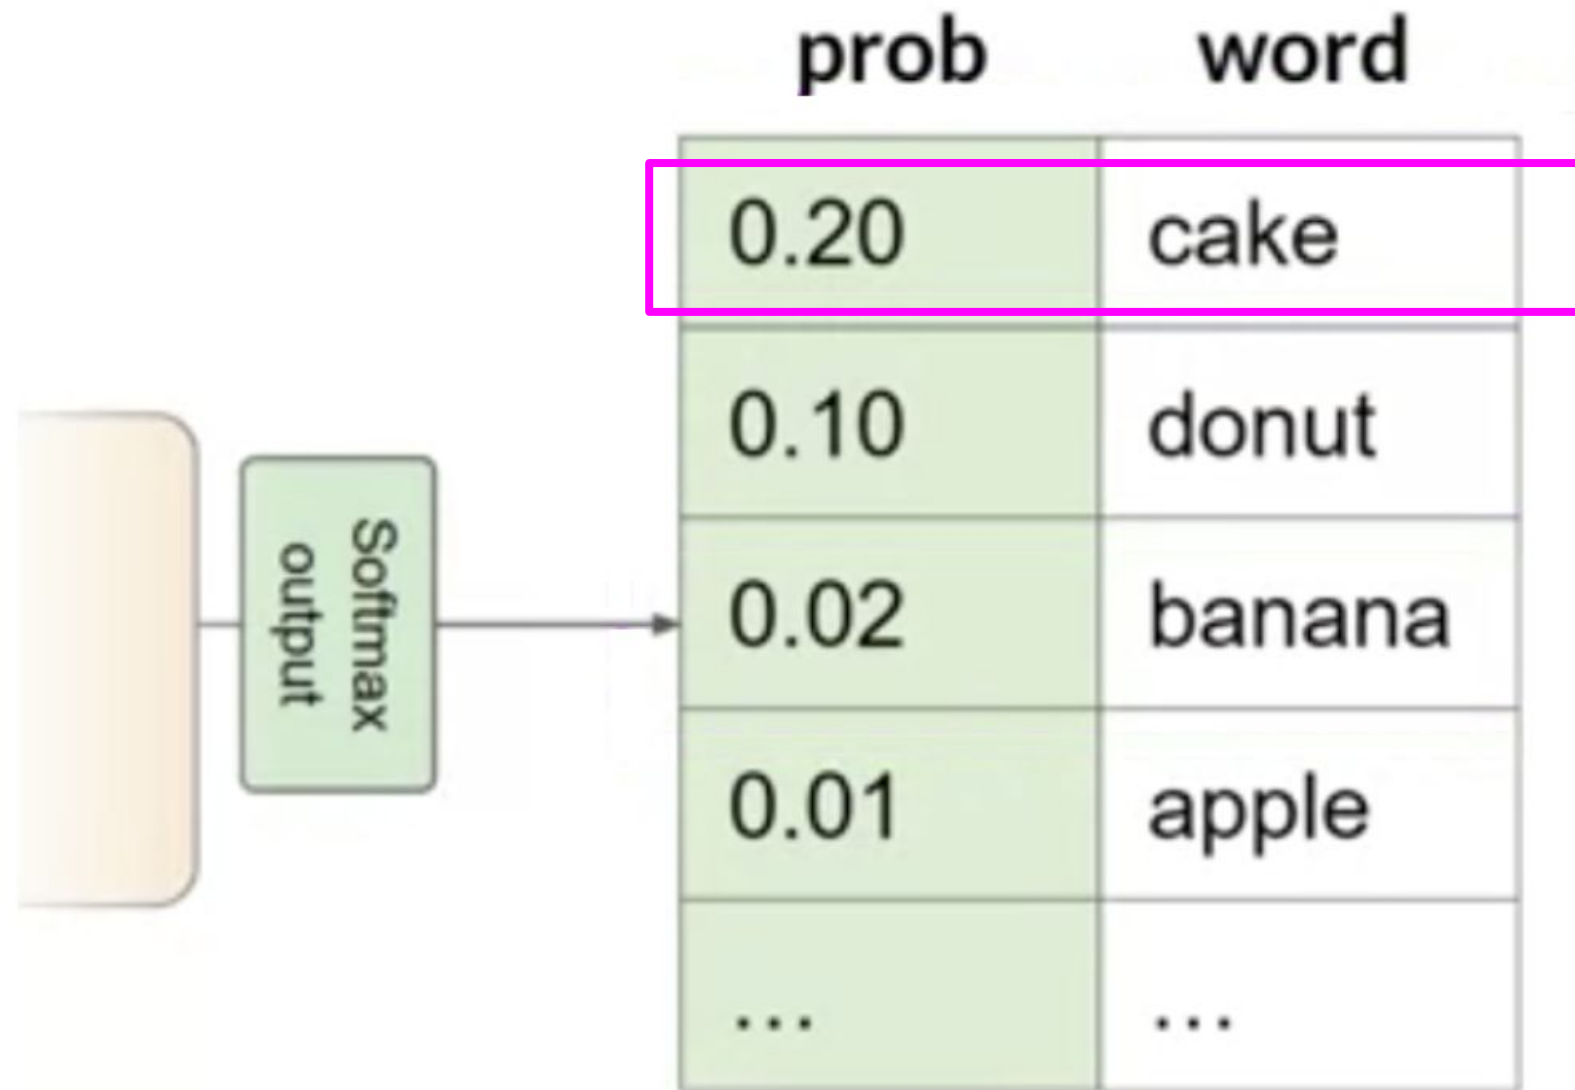 prob word
0.20 cake
0.10 donut
Softmax
output
0.02 banana
0.01 apple
... ...